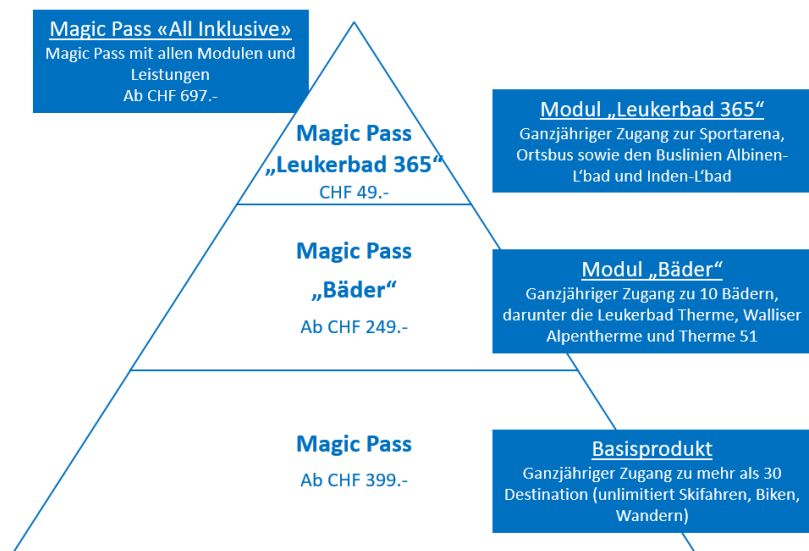 Magic Pass «All Inklusive»
Magic Pass mit allen Modulen und
Leistungen
Ab CHF 697.-
Magic Pass
„Leukerbad 365“
CHF 49.-
Modul „Leukerbad 365“
Ganzjähriger Zugang zur Sportarena,
Ortsbus sowie den Buslinien Albinen-
L‘bad und Inden-L‘bad
Magic Pass
„Bäder“
Ab CHF 249.-
Modul „Bäder“
Ganzjähriger Zugang zu 10 Bädern,
darunter die Leukerbad Therme, Walliser
Alpentherme und Therme 51
Magic Pass
Ab CHF 399.-
Basisprodukt
Ganzjähriger Zugang zu mehr als 30
Destination (unlimitiert Skifahren, Biken,
Wandern)